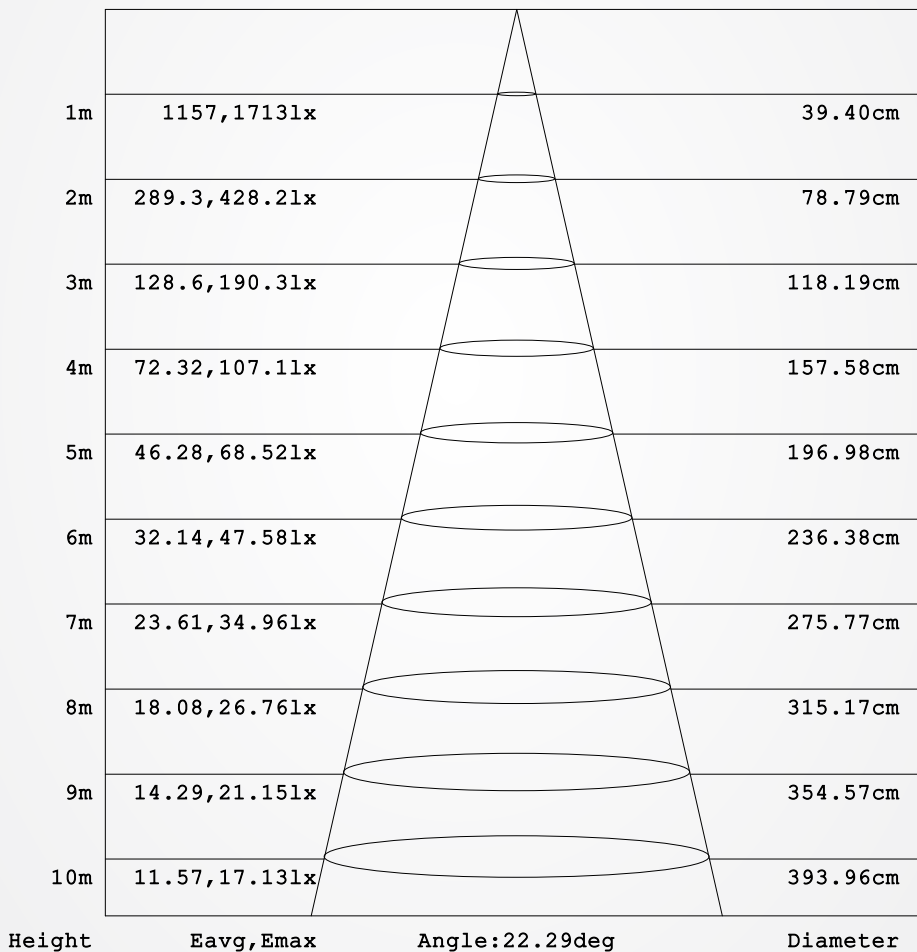 1m 1157,1713lx 39.40cm
2m 289.3,428.2lx 78.79cm
3m 128.6,190.3lx 118.19cm
4m 72.32,107.1lx 157.58cm
5m 46.28,68.52lx 196.98cm
6m 32.14,47.58lx 236.38cm
7m 23.61,34.96lx 275.77cm
8m 18.08,26.76lx 315.17cm
9m 14.29,21.15lx 354.57cm
10m 11.57,17.13lx 393.96cm
Height Eavg,Emax Angle:22.29deg Diameter